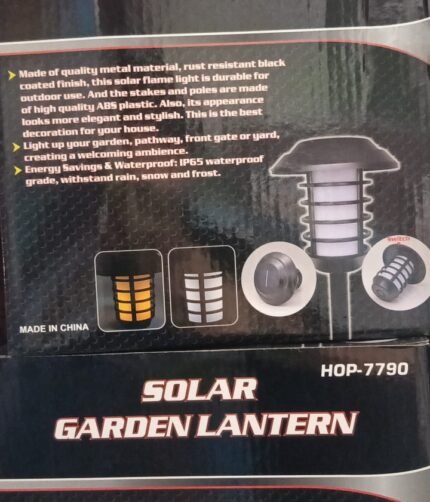 Made of quality metal material, rust resistant black
coated finish, this solar flame light is durable for
outdoor use. And the stakes and poles are made
of high quality ABS plastic. Also, its appearance
looks more elegant and stylish. This is the best
decoration for your house.
Light up your garden, pathway, front gate or yard,
creating a welcoming ambience.
Energy Savings & Waterproof: IP65 waterproof
grade, withstand rain, snow and frost.
SWITCH
MADE IN CHINA
HOP-7790
SOLAR
GARDEN LANTERN